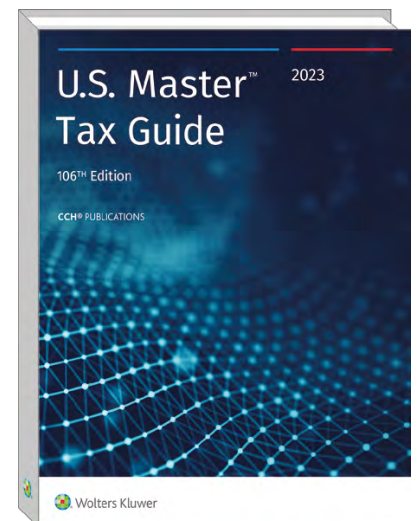 U.S. Master™ 2023
Tax Guide
106TH Edition
CCH® PUBLICATIONS
Wolters Kluwer